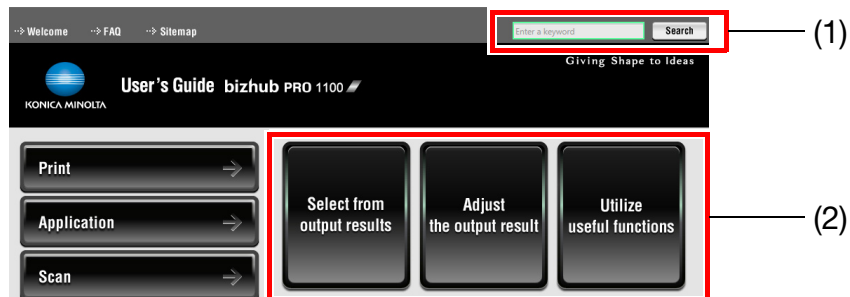 Welcome FAQ Sitemap
Enter a keyword Search
(1)
Giving Shape to Ideas
KONICA MINOLTA
User's Guide bizhub PRO 1100
Print
Application
Scan
Select from
output results
Adjust
the output result
Utilize
useful functions
(2)